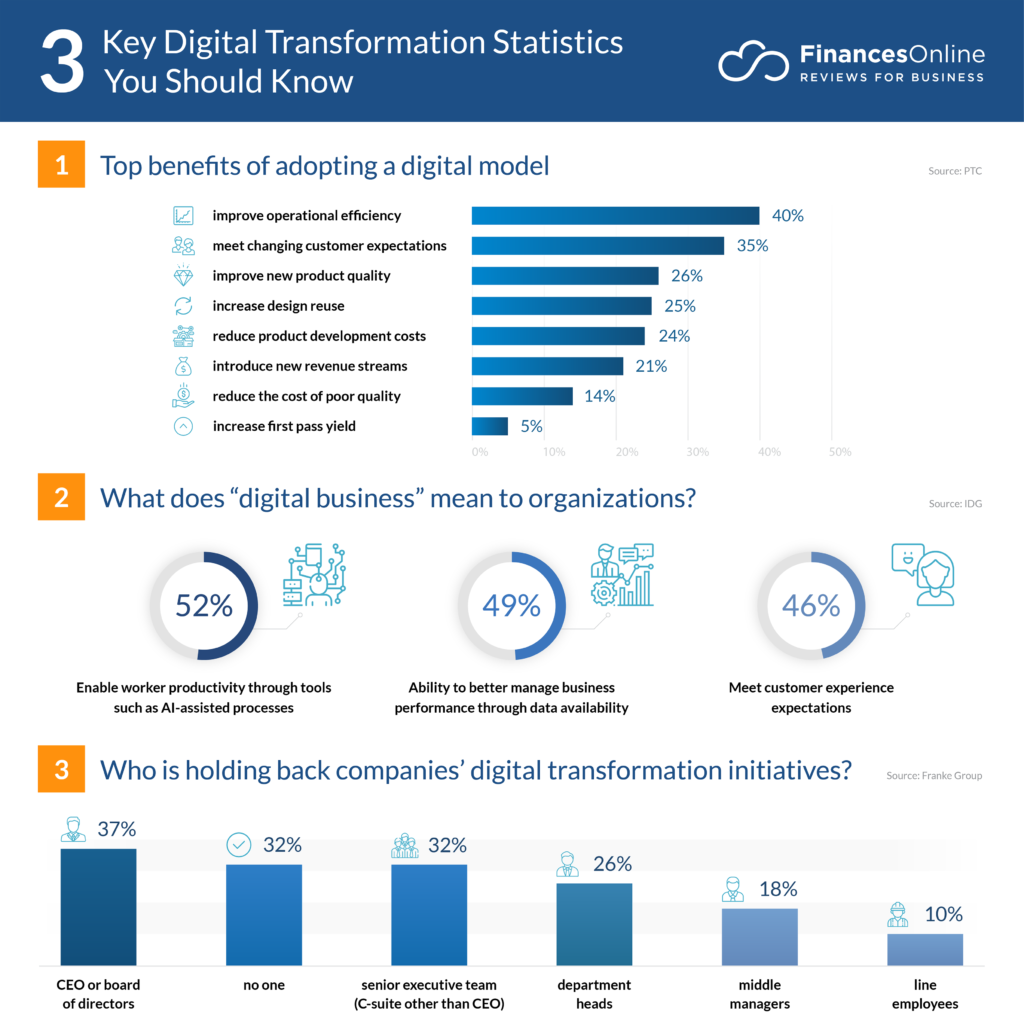 3
Key Digital Transformation Statistics
You Should Know
FinancesOnline
REVIEWS FOR BUSINESS
1
Top benefits of adopting a digital model
Source: PTC
improve operational efficiency
40%
meet changing customer expectations
35%
improve new product quality
26%
increase design reuse
25%
reduce product development costs
24%
introduce new revenue streams
21%
reduce the cost of poor quality
14%
increase first pass yield
5%
0%
10%
20%
30%
40%
50%
2
What does “digital business” mean to organizations?
Source: IDG
52%
Enable worker productivity through tools
such as AI-assisted processes
49%
Ability to better manage business
performance through data availability
46%
Meet customer experience
expectations
3
Who is holding back companies’ digital transformation initiatives?
Source: Franke Group
37%
CEO or board
of directors
32%
no one
32%
senior executive team
(C-suite other than CEO)
26%
department
heads
18%
middle
managers
10%
line
employees